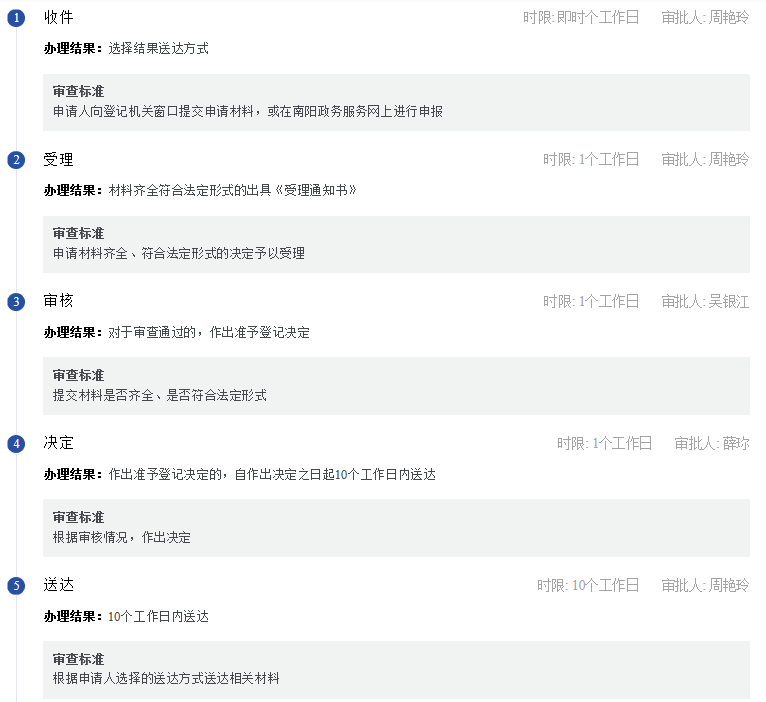 1 收件 时限: 即时个工作日 审批人: 周艳玲
办理结果：选择结果送达方式
审查标准
申请人向登记机关窗口提交申请材料，或在南阳政务服务网上进行申报
2 受理 时限: 1个工作日 审批人: 周艳玲
办理结果：材料齐全符合法定形式的出具《受理通知书》
审查标准
申请材料齐全、符合法定形式的决定予以受理
3 审核 时限: 1个工作日 审批人: 吴银江
办理结果：对于审查通过的，作出准予登记决定
审查标准
提交材料是否齐全、是否符合法定形式
4 决定 时限: 1个工作日 审批人: 薛珎
办理结果：作出准予登记决定的，自作出决定之日起10个工作日内送达
审查标准
根据审核情况，作出决定
5 送达 时限: 10个工作日 审批人: 周艳玲
办理结果：10个工作日内送达
审查标准
根据申请人选择的送达方式送达相关材料